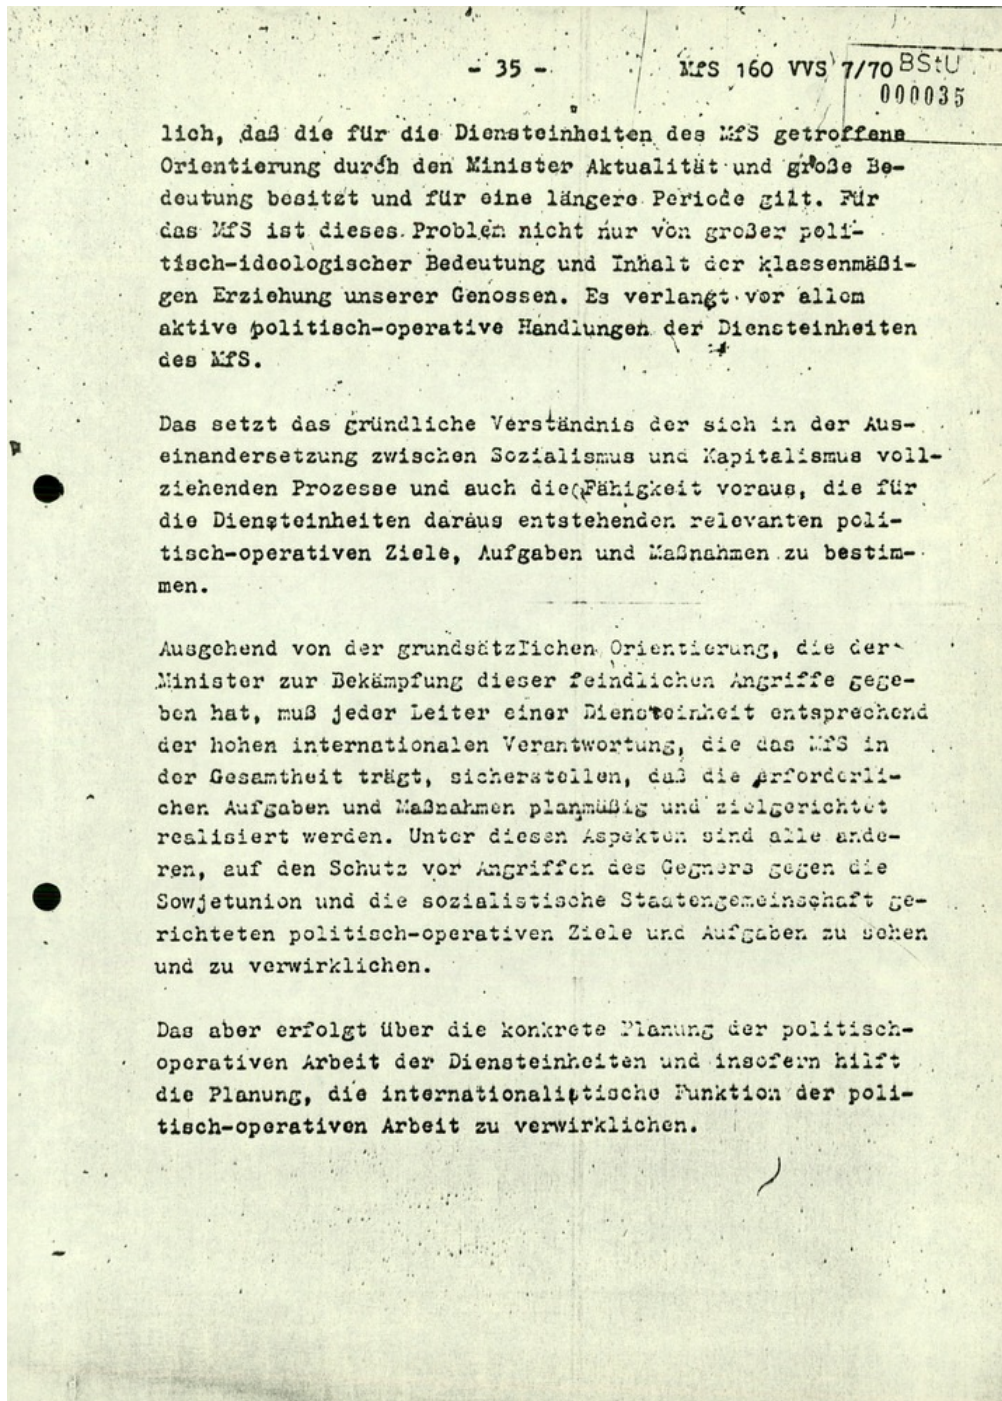 - 35 -
MfS 160 VVS 7/70
BStU
000035
lich, daß die für die Diensteinheiten des MfS getroffene
Orientierung durch den Minister Aktualität und große Be-
deutung besitzt und für eine längere Periode gilt. Für
das MfS ist dieses Problem nicht nur von großer poli-
tisch-ideologischer Bedeutung und Inhalt der klassenmäßi-
gen Erziehung unserer Genossen. Es verlangt vor allem
aktive politisch-operative Handlungen der Diensteinheiten
des MfS.
Das setzt das gründliche Verständnis der sich in der Aus-
einandersetzung zwischen Sozialismus und Kapitalismus voll-
ziehenden Prozesse und auch die Fähigkeit voraus, die für
die Diensteinheiten daraus entstehenden relevanten poli-
tisch-operativen Ziele, Aufgaben und Maßnahmen zu bestim-
men.
Ausgehend von der grundsätzlichen Orientierung, die der
Minister zur Bekämpfung dieser feindlichen Angriffe gege-
ben hat, muß jeder Leiter einer Diensteinheit entsprechend
der hohen internationalen Verantwortung, die das MfS in
der Gesamtheit trägt, sicherstellen, daß die erforderli-
chen Aufgaben und Maßnahmen planmäßig und zielgerichtet
realisiert werden. Unter diesen Aspekten sind alle ande-
ren, auf den Schutz vor Angriffen des Gegners gegen die
Sowjetunion und die sozialistische Staatengemeinschaft ge-
richteten politisch-operativen Ziele und Aufgaben zu sehen
und zu verwirklichen.
Das aber erfolgt über die konkrete Planung der politisch-
operativen Arbeit der Diensteinheiten und insofern hilft
die Planung, die internationalistische Funktion der poli-
tisch-operativen Arbeit zu verwirklichen.